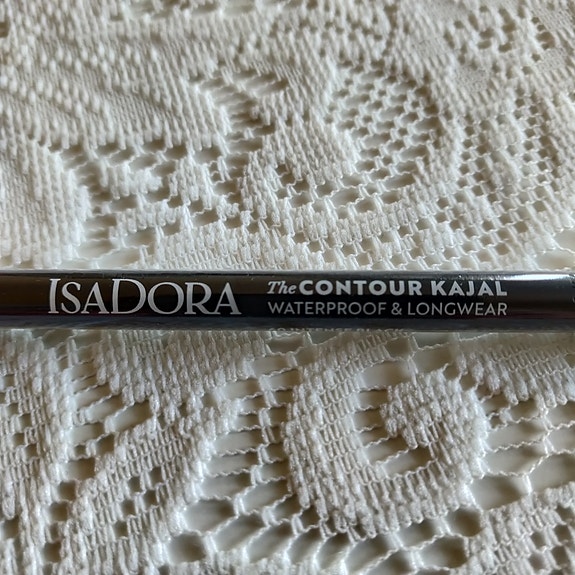 IsaDora
The CONTOUR KAJAL
WATERPROOF & LONGWEAR